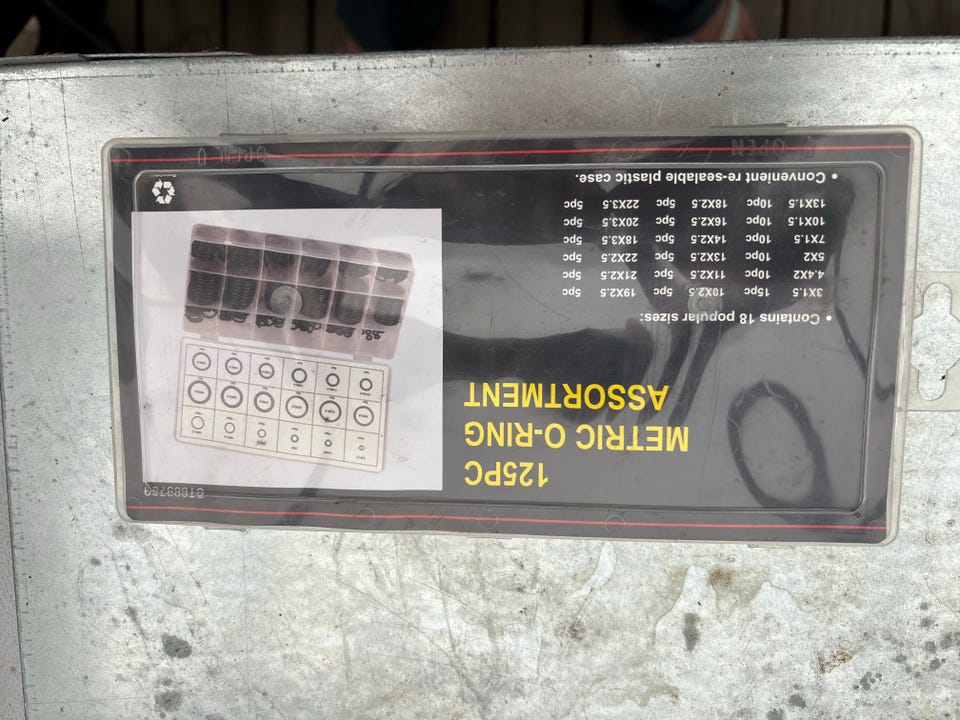 125PC
METRIC O-RING
ASSORTMENT
• Contains 18 popular sizes:
3X1.5 15pc 10X2.5 5pc 19X2.5 5pc
4.4X2 10pc 11X2.5 5pc 21X2.5 5pc
5X2 10pc 13X2.5 5pc 22X2.5 5pc
7X1.5 10pc 14X2.5 5pc 18X3.5 5pc
10X1.5 10pc 16X2.5 5pc 20X3.5 5pc
13X1.5 10pc 18X2.5 5pc 22X3.5 5pc
• Convenient re-sealable plastic case.
OPEN
OPEN